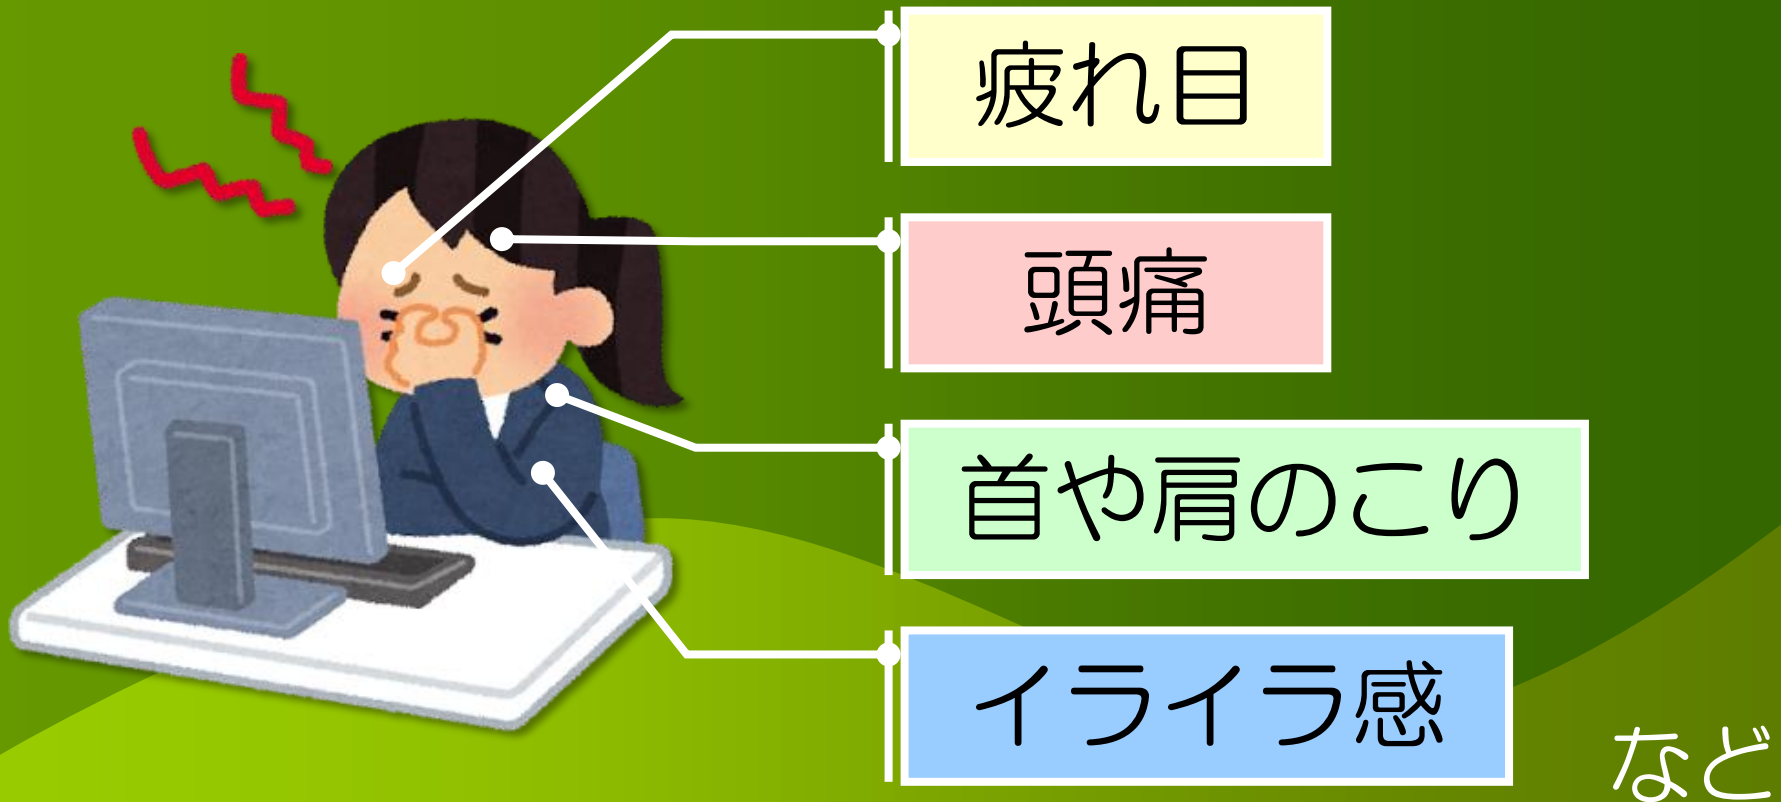 疲れ目
頭痛
首や肩のこり
イライラ感
など